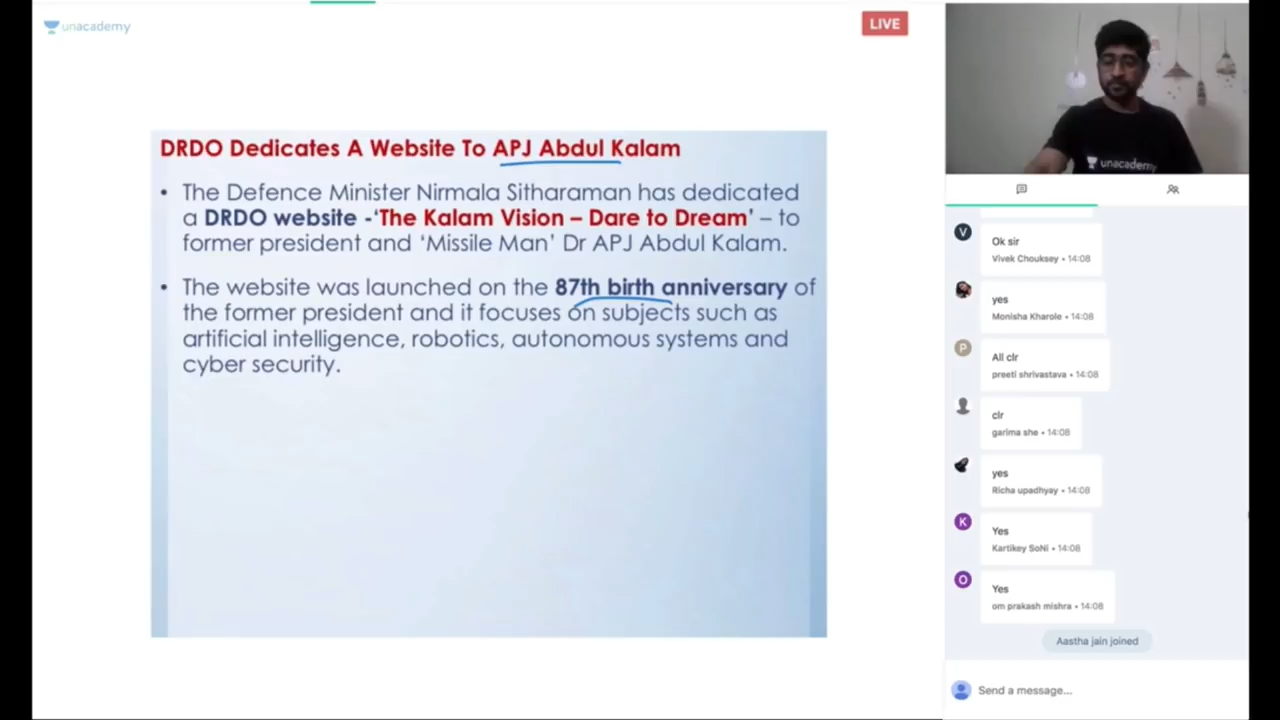 unacademy
LIVE
DRDO Dedicates A Website To APJ Abdul Kalam
• The Defence Minister Nirmala Sitharaman has dedicated
a DRDO website -‘The Kalam Vision – Dare to Dream’ – to
former president and ‘Missile Man’ Dr APJ Abdul Kalam.
• The website was launched on the 87th birth anniversary of
the former president and it focuses on subjects such as
artificial intelligence, robotics, autonomous systems and
cyber security.
unacademy
V
Ok sir
Vivek Chouksey • 14:08
yes
Monisha Kharole • 14:08
P
All clr
preeti shrivastava • 14:08
clr
garima she • 14:08
yes
Richa upadhyay • 14:08
K
Yes
Kartikey SoNi • 14:08
O
Yes
om prakash mishra • 14:08
Aastha jain joined
Send a message...